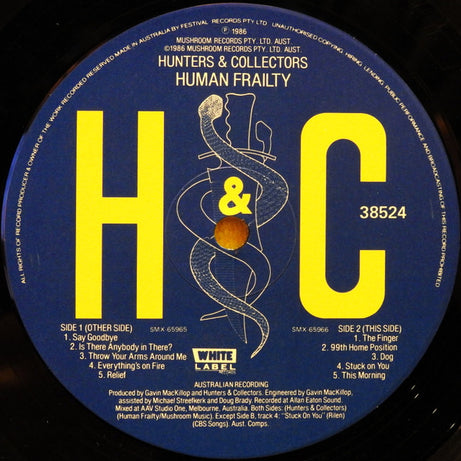 ALL RIGHTS OF RECORD PRODUCER & OWNER OF THE WORK RECORDED RESERVED. MADE IN AUSTRALIA BY FESTIVAL RECORDS PTY LTD. UNAUTHORISED COPYING, HIRING, LENDING, PUBLIC PERFORMANCE AND BROADCASTING OF THIS RECORD PROHIBITED
℗ 1986
MUSHROOM RECORDS PTY LTD. AUST.
©1986 MUSHROOM RECORDS PTY. LTD. AUST.
HUNTERS & COLLECTORS
HUMAN FRAILTY
H & C
38524
SIDE 1 (OTHER SIDE)
1. Say Goodbye
2. Is There Anybody in There?
3. Throw Your Arms Around Me
4. Everything's on Fire
5. Relief
SMX-65965
SMX-65966
SIDE 2 (THIS SIDE)
1. The Finger
2. 99th Home Position
3. Dog
4. Stuck on You
5. This Morning
WHITE
LABEL
AUSTRALIAN RECORDING
Produced by Gavin MacKillop and Hunters & Collectors. Engineered by Gavin MacKillop,
assisted by Michael Streefkerk and Doug Brady. Recorded at Allan Eaton Sound.
Mixed at AAV Studio One, Melbourne, Australia. Both Sides: (Hunters & Collectors)
(Human Frailty/Mushroom Music). Except Side B, track 4: "Stuck On You" (Rilen)
(CBS Songs). Aust. Comps.